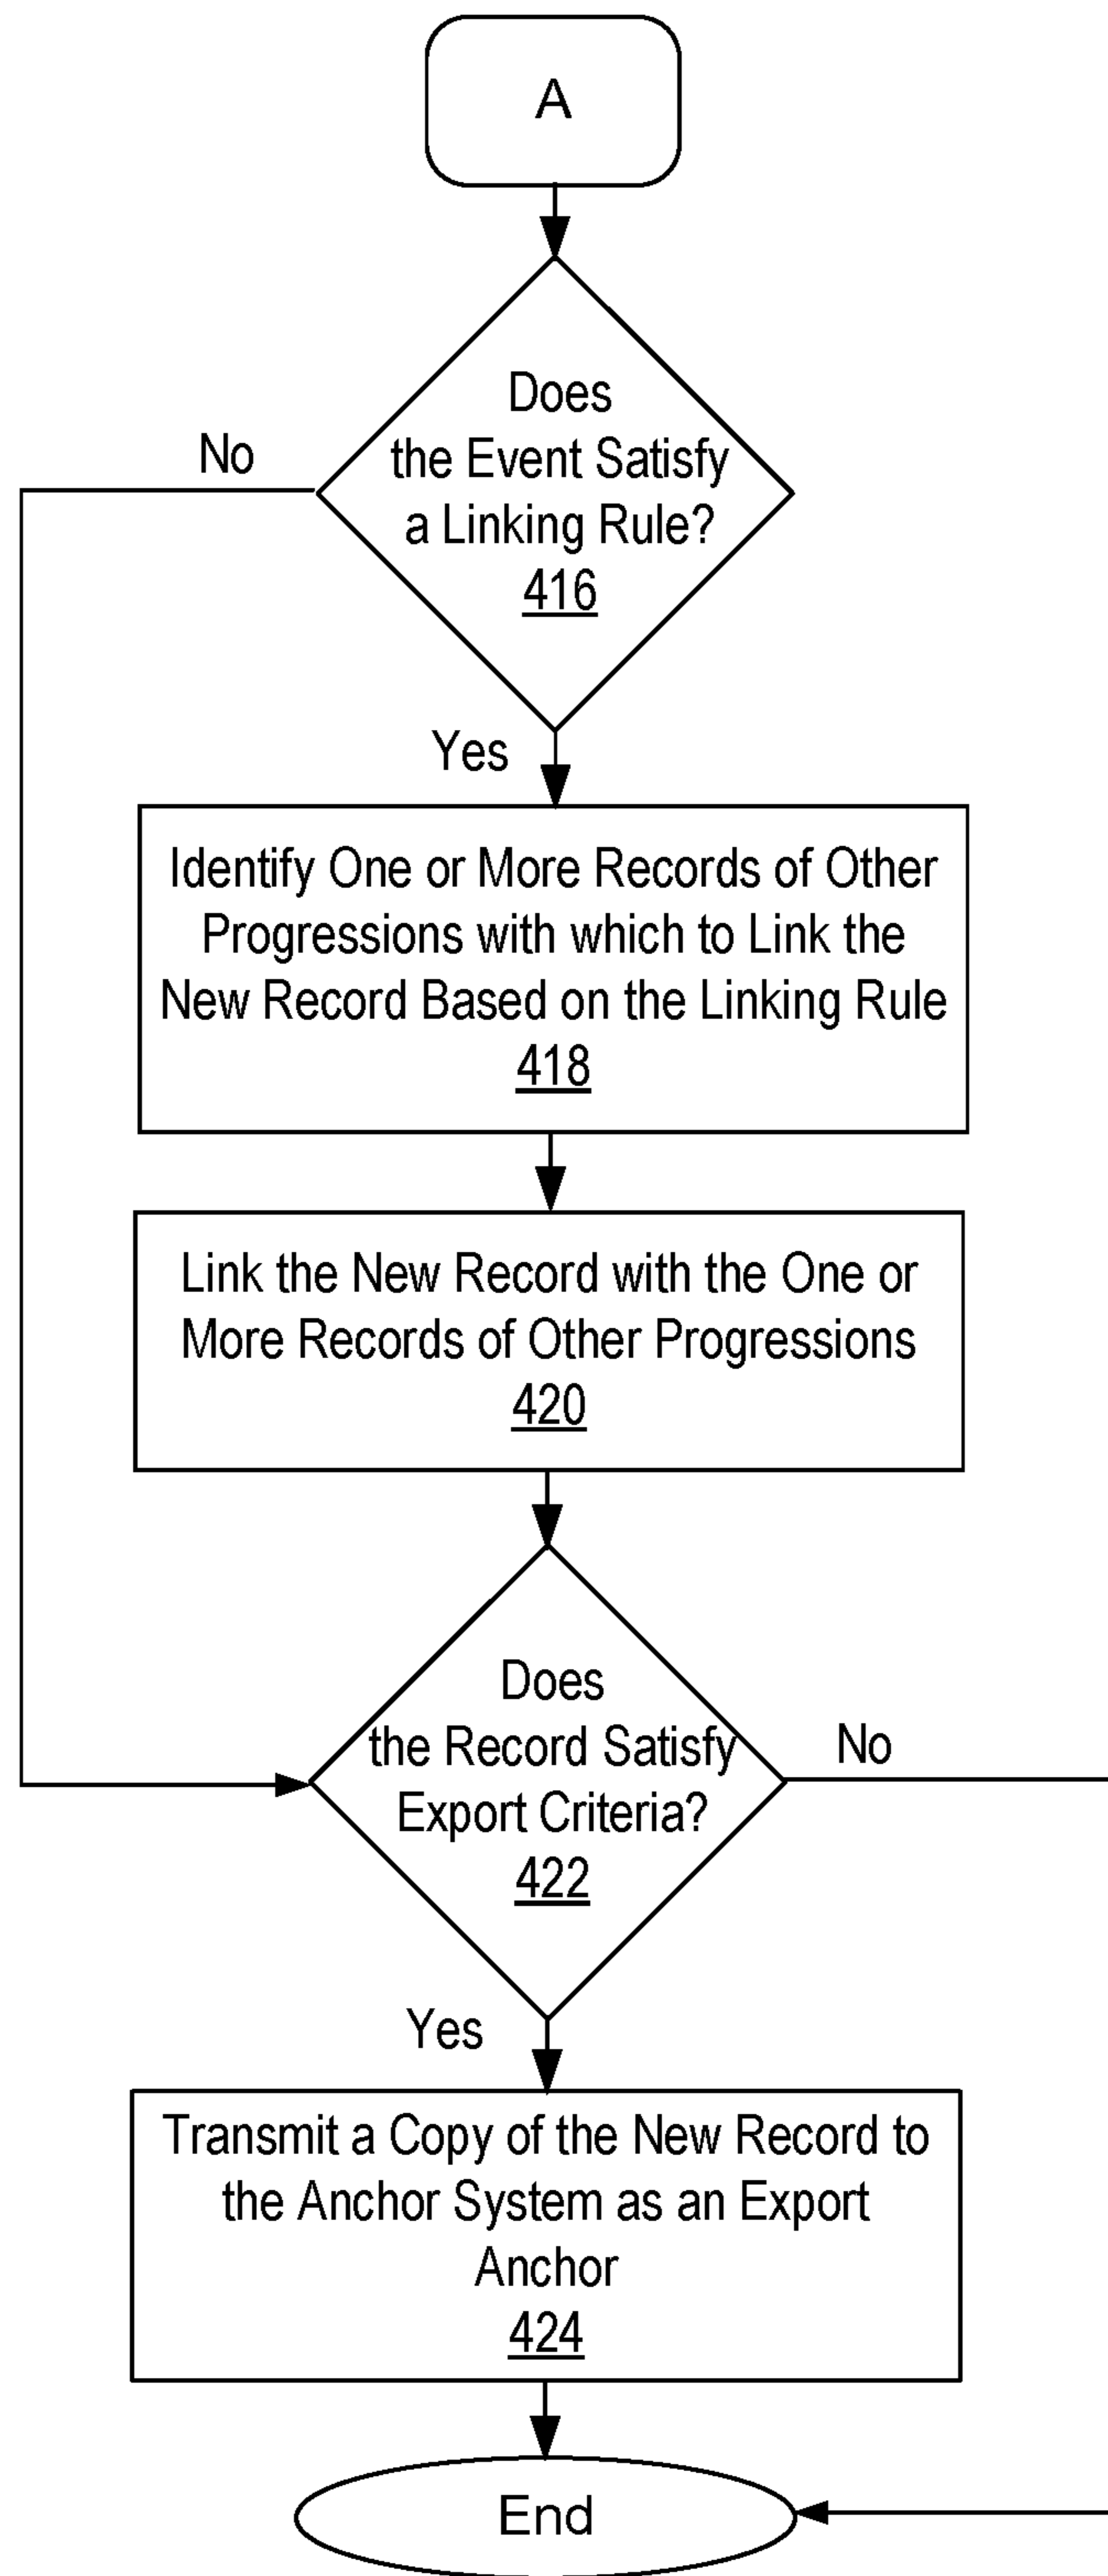 A
Does
the Event Satisfy
a Linking Rule?
416
No
Yes
Identify One or More Records of Other
Progressions with which to Link the
New Record Based on the Linking Rule
418
Link the New Record with the One or
More Records of Other Progressions
420
Does
the Record Satisfy
Export Criteria?
422
No
Yes
Transmit a Copy of the New Record to
the Anchor System as an Export
Anchor
424
End